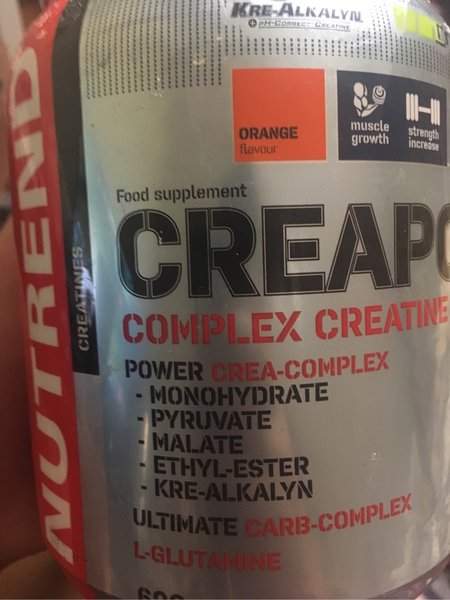 KRE-ALKALYN
PH-CORRECT CREATINE
ORANGE
flavour
muscle
growth
strength
increase
NUTREND
CREATINES
Food supplement
CREAPO
COMPLEX CREATINE
POWER CREA-COMPLEX
- MONOHYDRATE
- PYRUVATE
- MALATE
- ETHYL-ESTER
- KRE-ALKALYN
ULTIMATE CARB-COMPLEX
L-GLUTAMINE